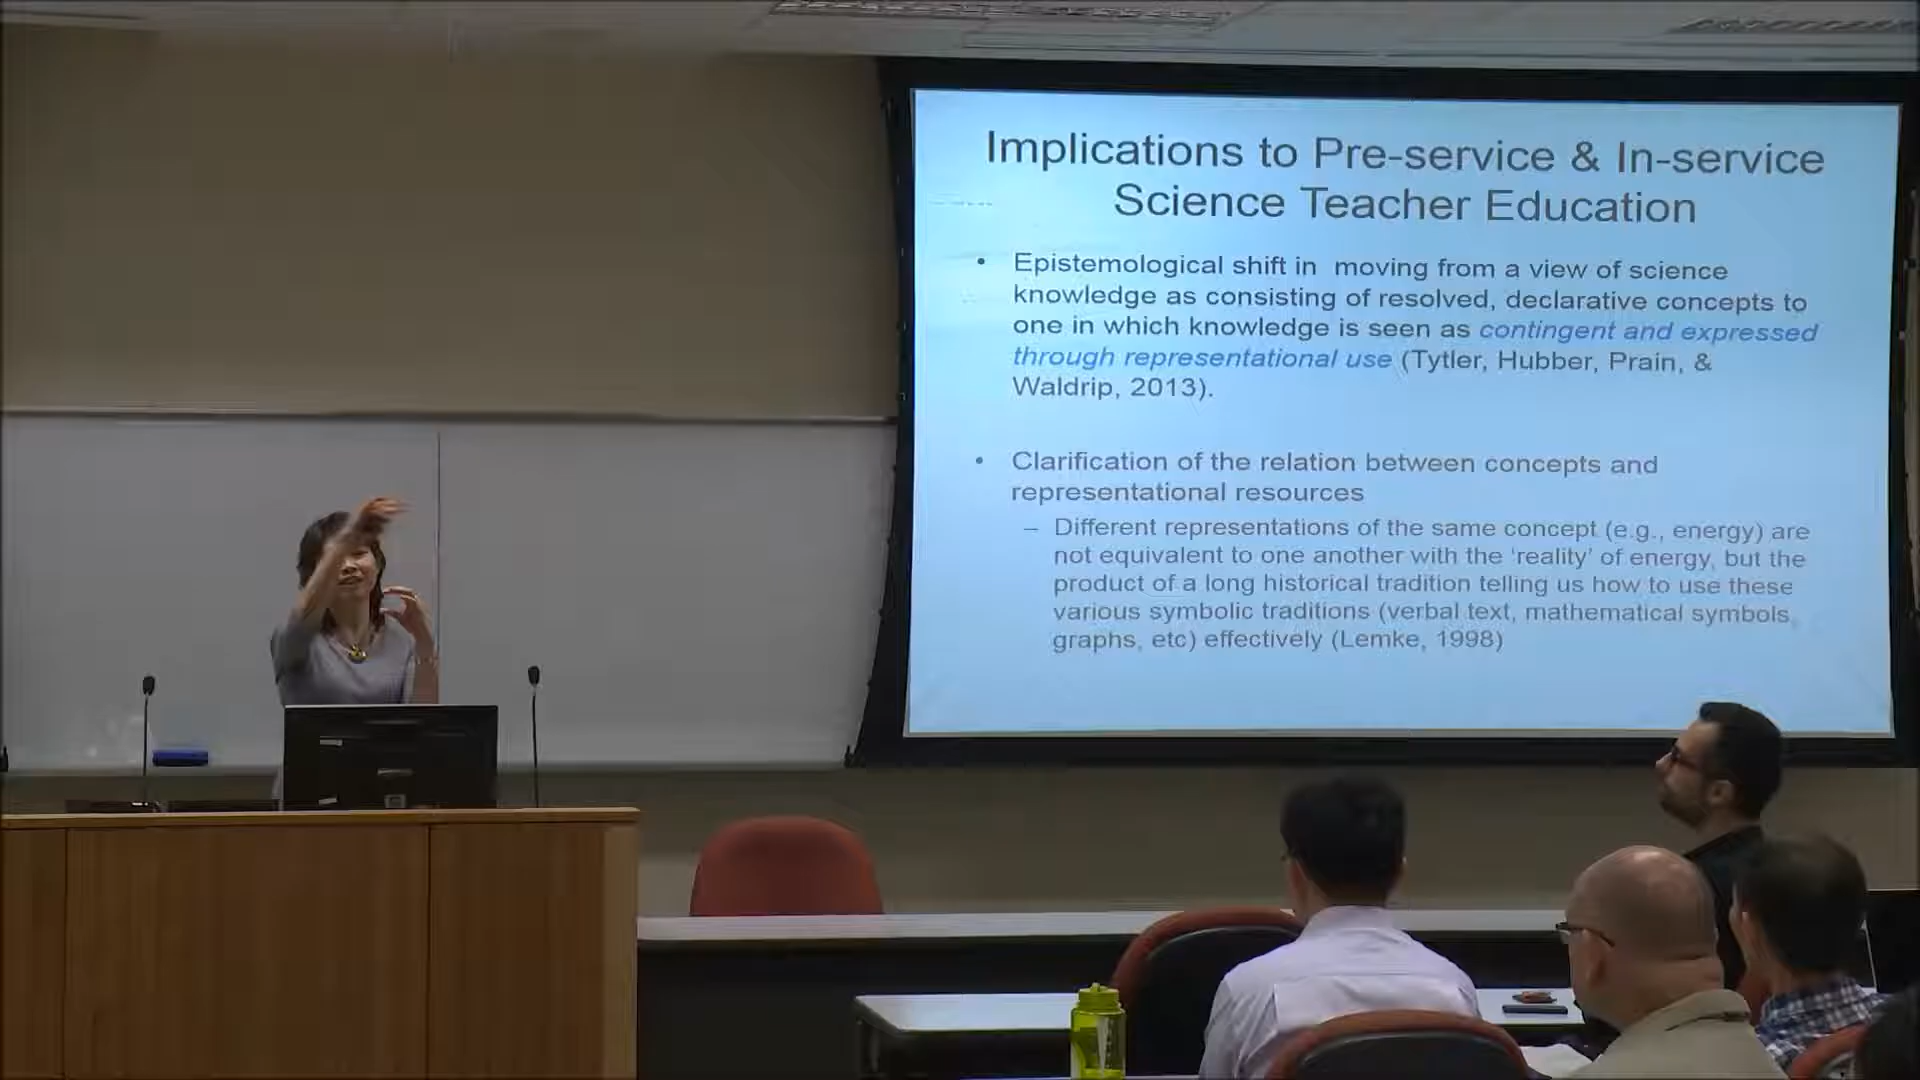 Implications to Pre-service & In-service
Science Teacher Education
• Epistemological shift in moving from a view of science
knowledge as consisting of resolved, declarative concepts to
one in which knowledge is seen as contingent and expressed
through representational use (Tytler, Hubber, Prain, &
Waldrip, 2013).
• Clarification of the relation between concepts and
representational resources
– Different representations of the same concept (e.g., energy) are
not equivalent to one another with the ‘reality’ of energy, but the
product of a long historical tradition telling us how to use these
various symbolic traditions (verbal text, mathematical symbols,
graphs, etc) effectively (Lemke, 1998)